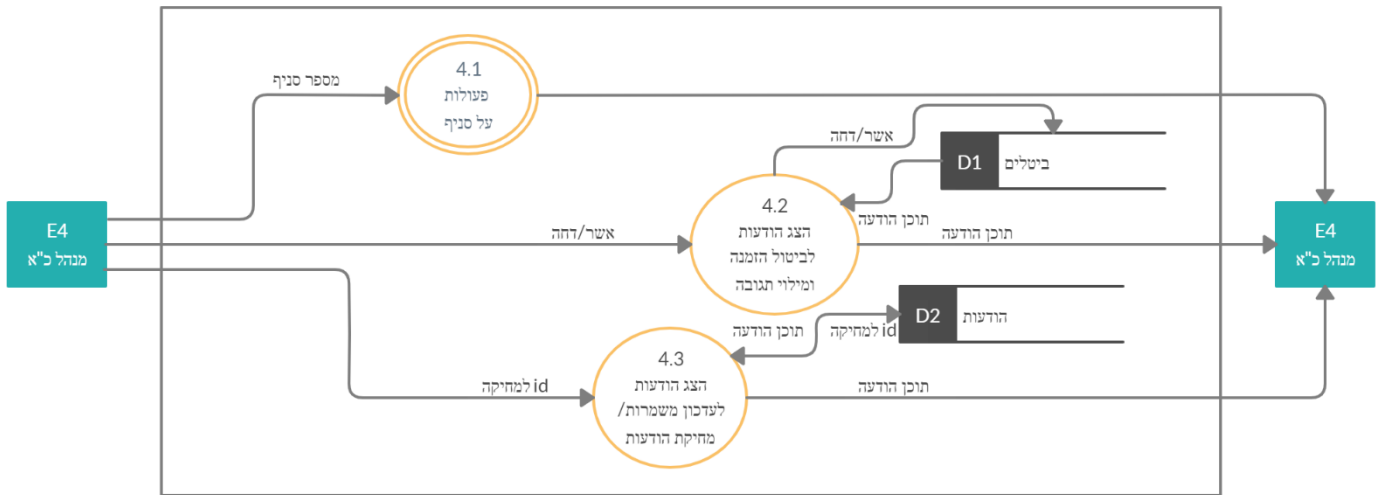 4.1
פעולות
על סניף
מספר סניף
אשר/דחה
D1
ביטלים
תוכן הודעה
4.2
הצג הודעות
לביטול הזמנה
ומילוי תגובה
E4
מנהל כ"א
אשר/דחה
תוכן הודעה
E4
מנהל כ"א
D2
הודעות
תוכן הודעה
id למחיקה
4.3
הצג הודעות
לעדכון משמרות/
מחיקת הודעות
id למחיקה
תוכן הודעה